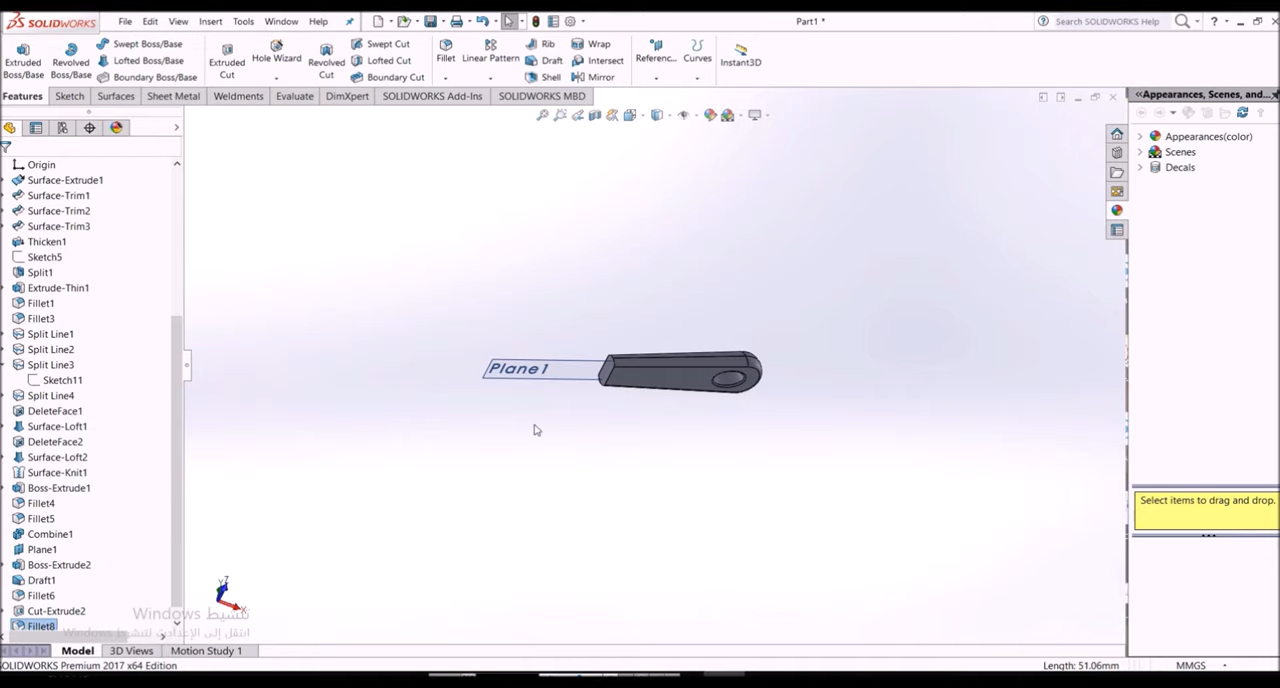 SOLIDWORKS File Edit View Insert Tools Window Help Part1 * Search SOLIDWORKS Help
Extruded Boss/Base
Revolved Boss/Base
Swept Boss/Base
Lofted Boss/Base
Boundary Boss/Base
Extruded Cut
Hole Wizard
Revolved Cut
Swept Cut
Lofted Cut
Boundary Cut
Fillet
Linear Pattern
Rib
Draft
Shell
Wrap
Intersect
Mirror
Referenc...
Curves
Instant3D
Features Sketch Surfaces Sheet Metal Weldments Evaluate DimXpert SOLIDWORKS Add-Ins SOLIDWORKS MBD
Origin
Surface-Extrude1
Surface-Trim1
Surface-Trim2
Surface-Trim3
Thicken1
Sketch5
Split1
Extrude-Thin1
Fillet1
Fillet3
Split Line1
Split Line2
Split Line3
Sketch11
Split Line4
DeleteFace1
Surface-Loft1
DeleteFace2
Surface-Loft2
Surface-Knit1
Boss-Extrude1
Fillet4
Fillet5
Combine1
Plane1
Boss-Extrude2
Draft1
Fillet6
Cut-Extrude2
Fillet8
Plane1
Y Z
X
تنشيط Windows
انتقل إلى الإعدادات لتنشيط Windows
Appearances, Scenes, and...
Appearances(color)
Scenes
Decals
Select items to drag and drop.
Model 3D Views Motion Study 1
OLIDWORKS Premium 2017 x64 Edition Length: 51.06mm MMGS